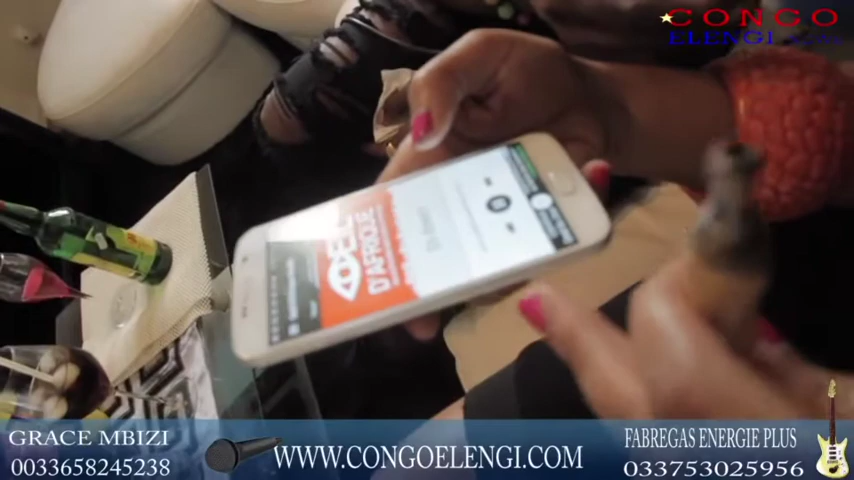 CONGO
ELENGI
D'AFRIQUE
GRACE MBIZI
0033658245238
WWW.CONGOELENGI.COM
FABREGAS ENERGIE PLUS
033753025956